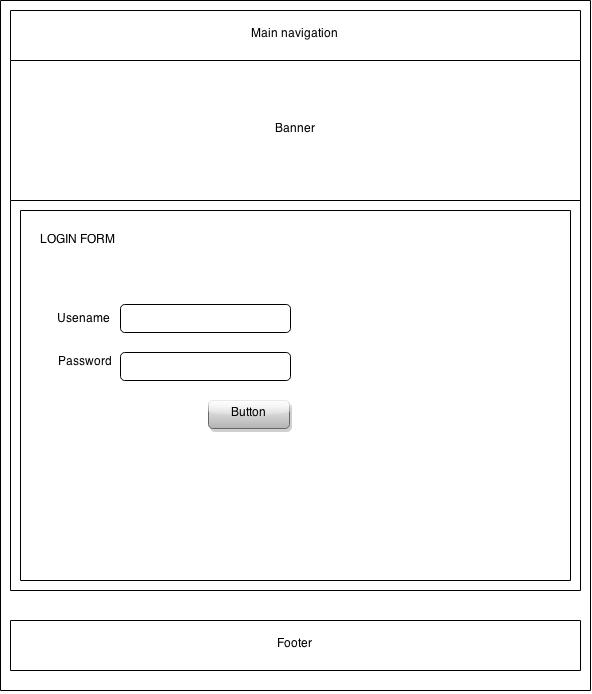 Main navigation
Banner
LOGIN FORM
Usename
Password
Button
Footer